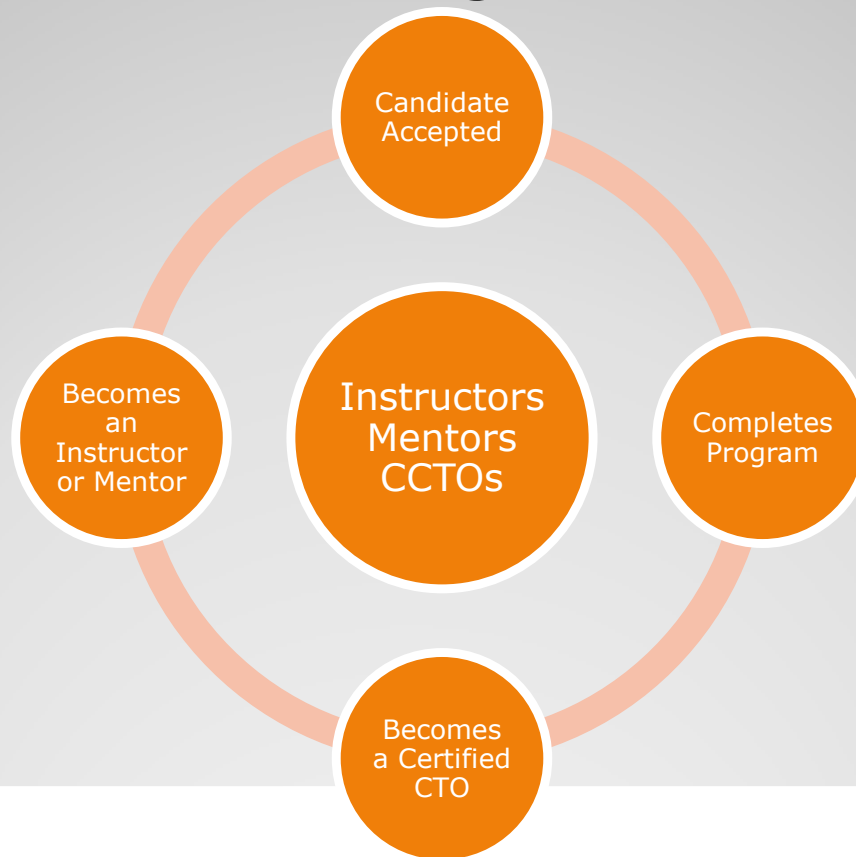 Candidate
Accepted
Becomes
an
Instructor
or Mentor
Instructors
Mentors
CCTOs
Completes
Program
Becomes
a Certified
CTO